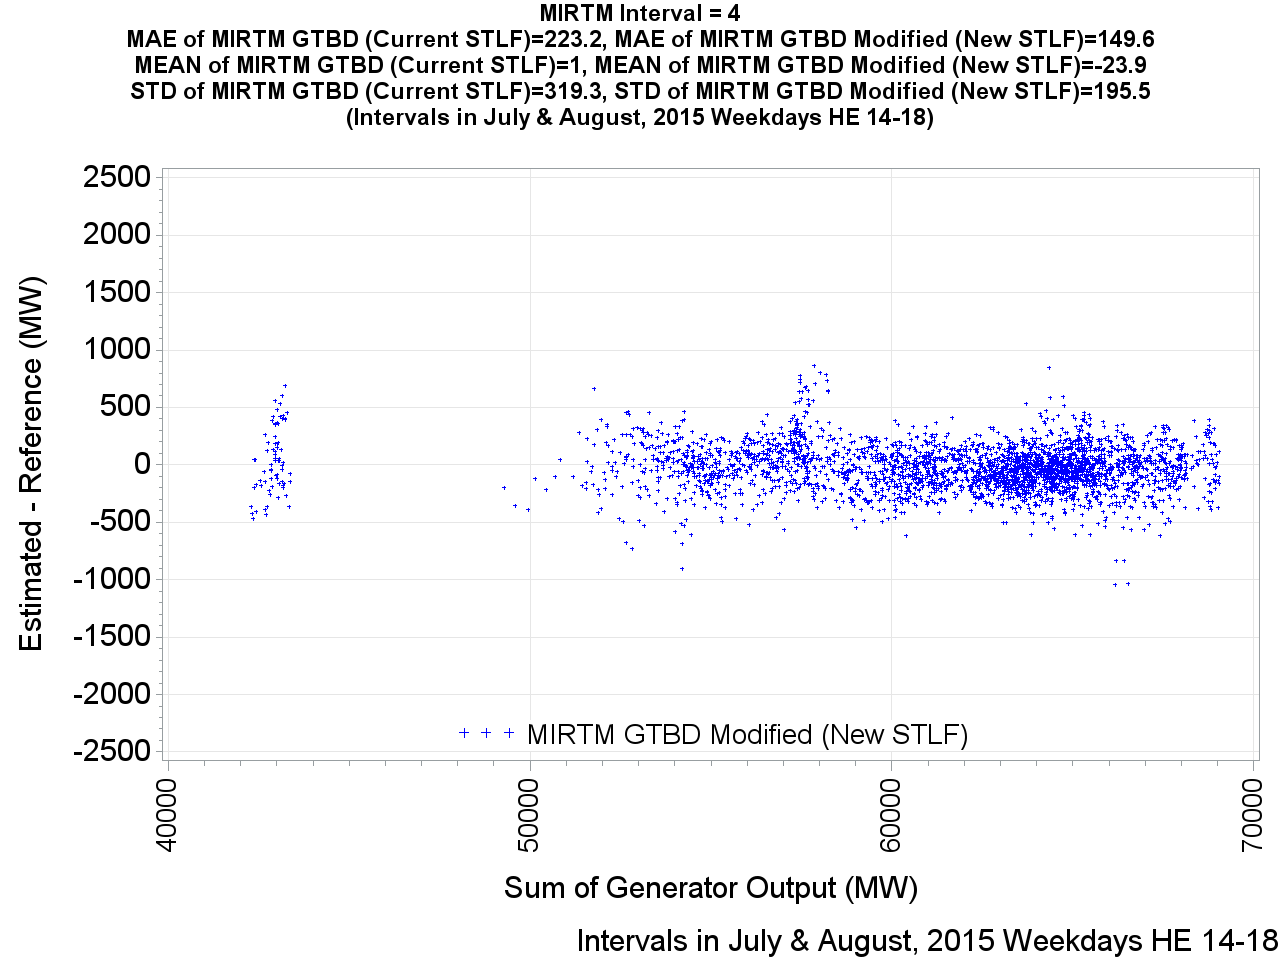 MIRTM Interval = 4
MAE of MIRTM GTBD (Current STLF)=223.2, MAE of MIRTM GTBD Modified (New STLF)=149.6
MEAN of MIRTM GTBD (Current STLF)=1, MEAN of MIRTM GTBD Modified (New STLF)=-23.9
STD of MIRTM GTBD (Current STLF)=319.3, STD of MIRTM GTBD Modified (New STLF)=195.5
(Intervals in July & August, 2015 Weekdays HE 14-18)
Estimated - Reference (MW)
2500
2000
1500
1000
500
0
-500
-1000
-1500
-2000
-2500
MIRTM GTBD Modified (New STLF)
40000
50000
60000
70000
Sum of Generator Output (MW)
Intervals in July & August, 2015 Weekdays HE 14-18